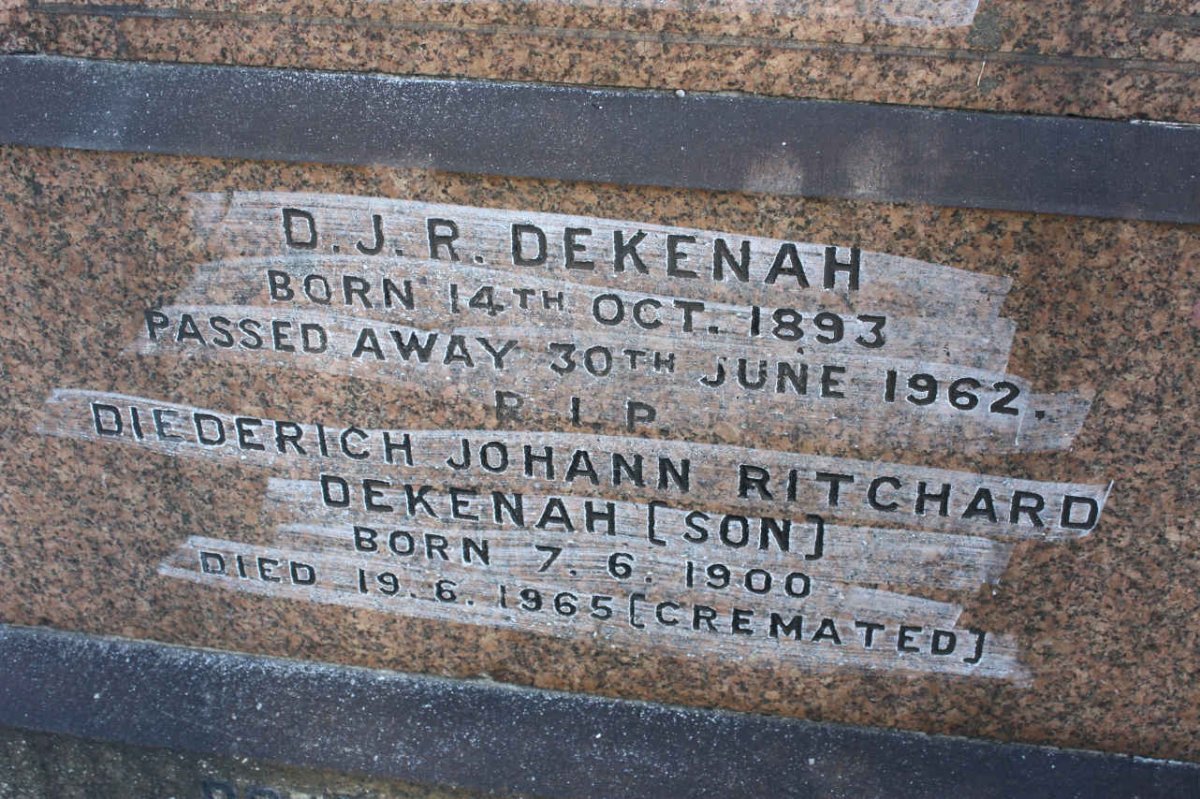 D.J.R. DEKENAH
BORN 14TH OCT. 1893
PASSED AWAY 30TH JUNE 1962.
R.I.P.
DIEDERICH JOHANN RITCHARD
DEKENAH [SON]
BORN 7.6.1900
DIED 19.6.1965 [CREMATED]